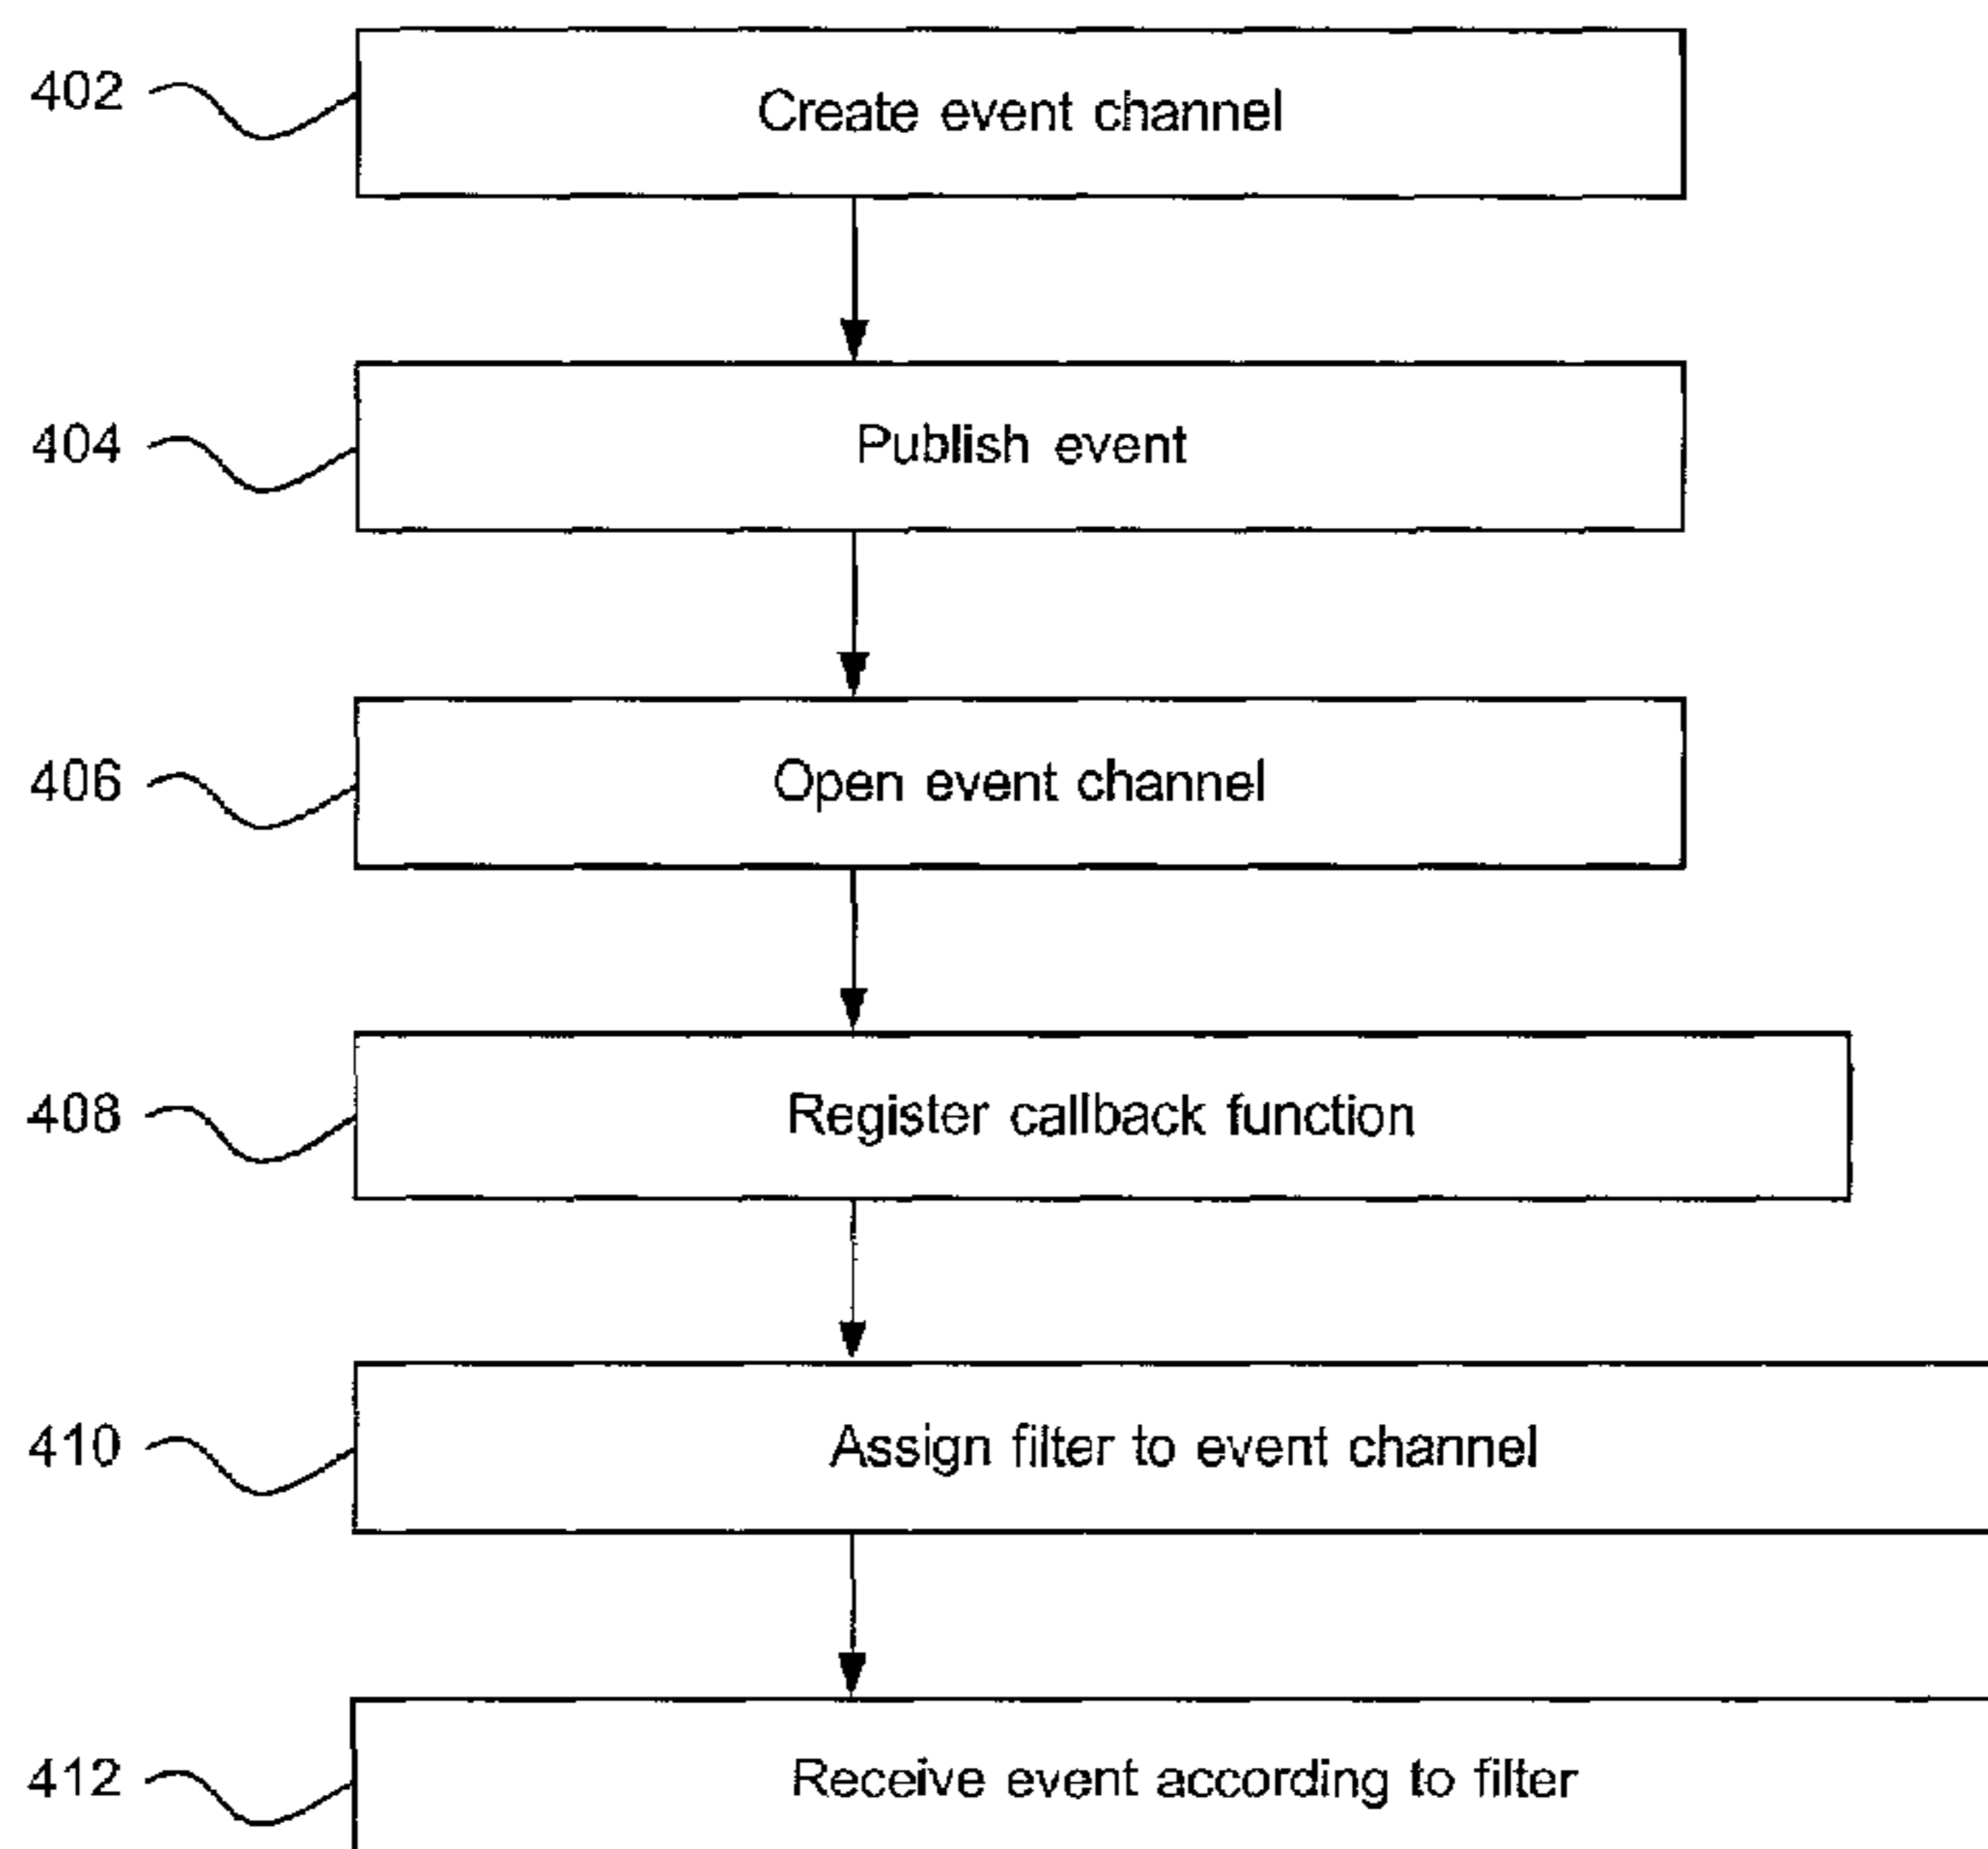 402 Create event channel
404 Publish event
406 Open event channel
408 Register callback function
410 Assign filter to event channel
412 Receive event according to filter